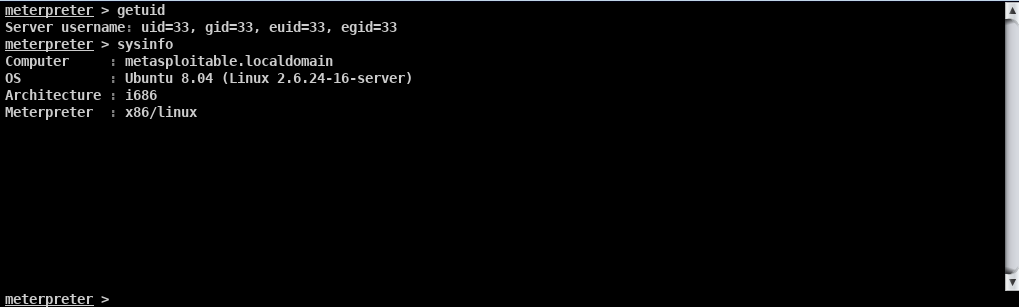 meterpreter > getuid
Server username: uid=33, gid=33, euid=33, egid=33
meterpreter > sysinfo
Computer     : metasploitable.localdomain
OS           : Ubuntu 8.04 (Linux 2.6.24-16-server)
Architecture : i686
Meterpreter  : x86/linux
meterpreter >